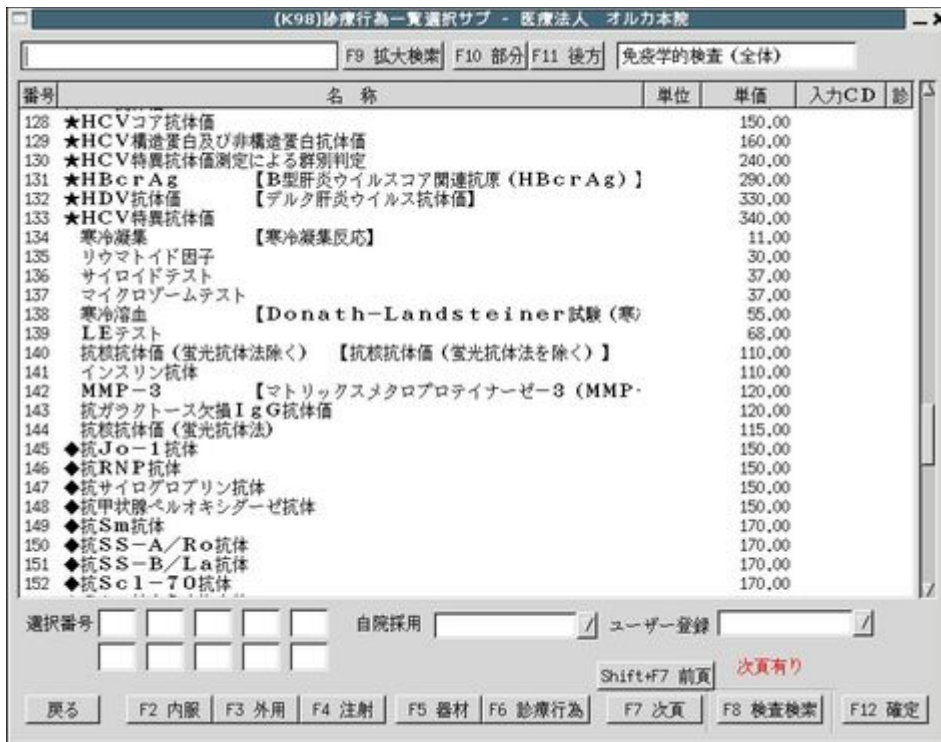 (K98)診療行為一覧選択サブ - 医療法人 オルカ本院
F9 拡大検索 F10 部分 F11 後方 免疫学的検査(全体)
番号 名 称 単位 単価 入力CD 診
128 ★HCVコア抗体価 150.00
129 ★HCV構造蛋白及び非構造蛋白抗体価 160.00
130 ★HCV特異抗体価測定による群別判定 240.00
131 ★HBcrAg 【B型肝炎ウイルスコア関連抗原(HBcrAg)】 290.00
132 ★HDV抗体価 【デルタ肝炎ウイルス抗体価】 330.00
133 ★HCV特異抗体価 340.00
134 寒冷凝集 【寒冷凝集反応】 11.00
135 リウマトイド因子 30.00
136 サイロイドテスト 37.00
137 マイクロゾームテスト 37.00
138 寒冷溶血 【Donath-Landsteiner試験(寒 55.00
139 LEテスト 68.00
140 抗核抗体価(蛍光抗体法除く) 【抗核抗体価(蛍光抗体法を除く)】 110.00
141 インスリン抗体 110.00
142 MMP-3 【マトリックスメタロプロテイナーゼ-3(MMP- 120.00
143 抗ガラクトース欠損IgG抗体価 120.00
144 抗核抗体価(蛍光抗体法) 115.00
145 ◆抗Jo-1抗体 150.00
146 ◆抗RNP抗体 150.00
147 ◆抗サイログロブリン抗体 150.00
148 ◆抗甲状腺ペルオキシダーゼ抗体 150.00
149 ◆抗Sm抗体 170.00
150 ◆抗SS-A/Ro抗体 170.00
151 ◆抗SS-B/La抗体 170.00
152 ◆抗Scl-70抗体 170.00
選択番号 自院採用 ユーザー登録
Shift+F7 前頁 次頁有り
戻る F2 内服 F3 外用 F4 注射 F5 器材 F6 診療行為 F7 次頁 F8 検査検索 F12 確定